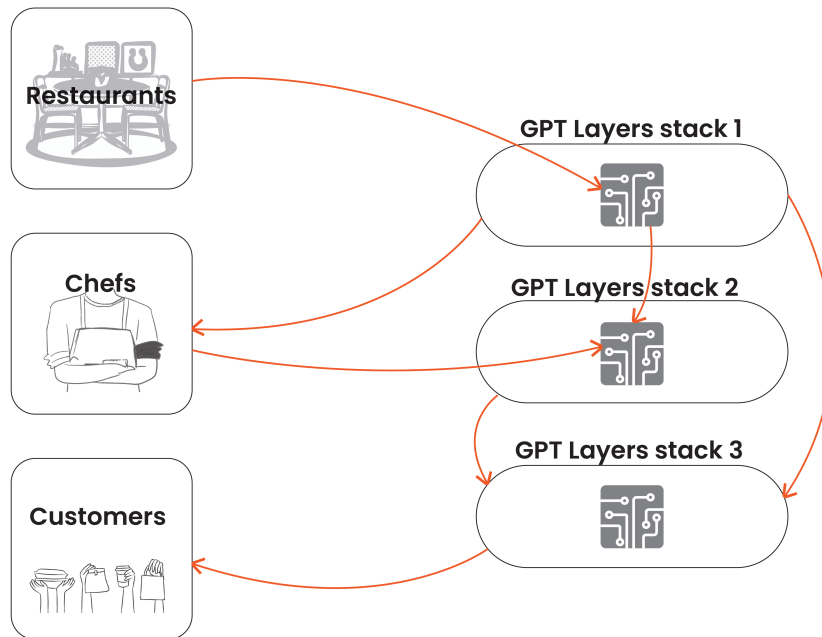 Restaurants
GPT Layers stack 1
Chefs
GPT Layers stack 2
GPT Layers stack 3
Customers